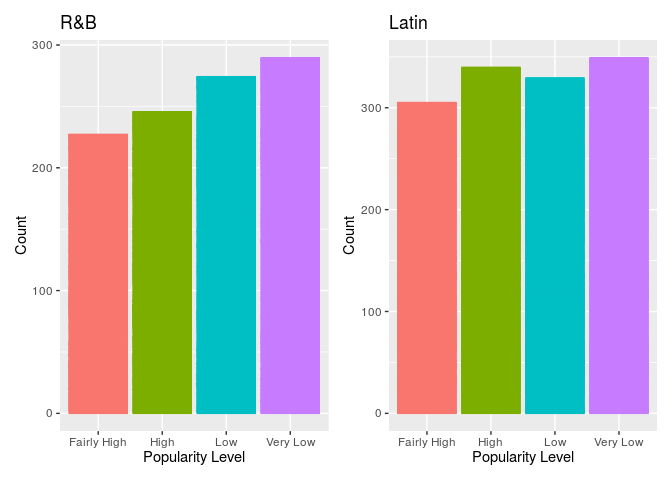 R&B
Count
300
200
100
0
Fairly High
High
Low
Very Low
Popularity Level
Latin
Count
300
200
100
0
Fairly High
High
Low
Very Low
Popularity Level